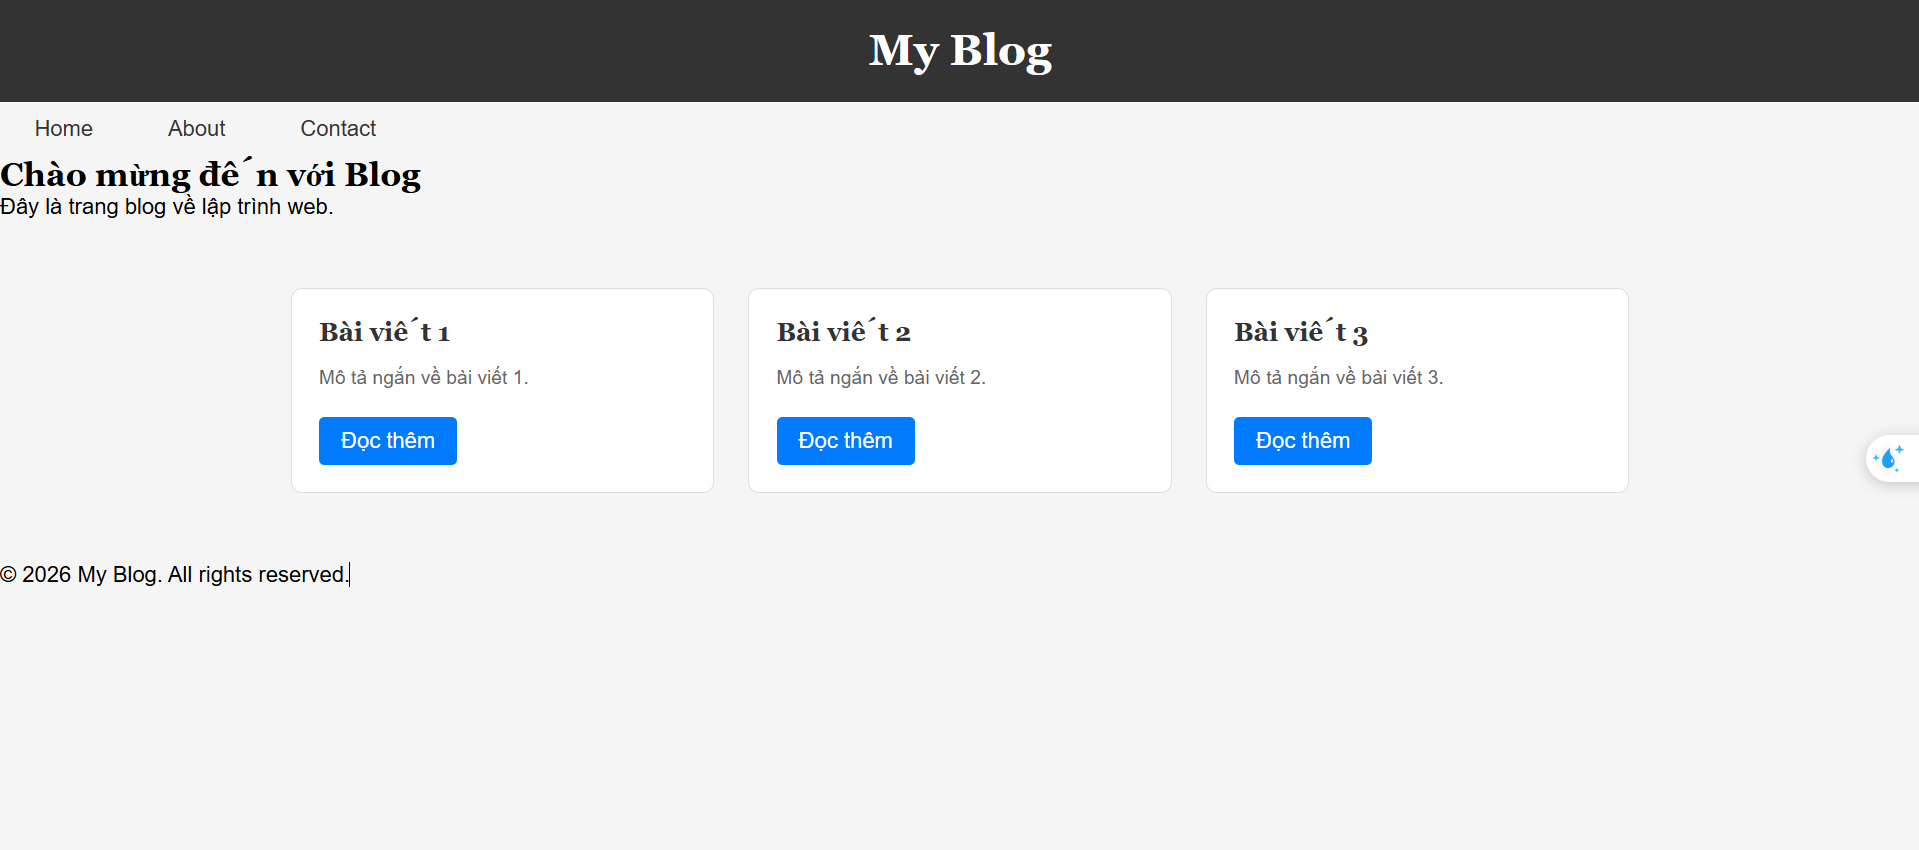 My Blog
Home About Contact
Chào mừng đến với Blog
Đây là trang blog về lập trình web.
Bài viết 1 Bài viết 2 Bài viết 3
Mô tả ngắn về bài viết 1. Mô tả ngắn về bài viết 2. Mô tả ngắn về bài viết 3.
Đọc thêm Đọc thêm Đọc thêm
© 2026 My Blog. All rights reserved.